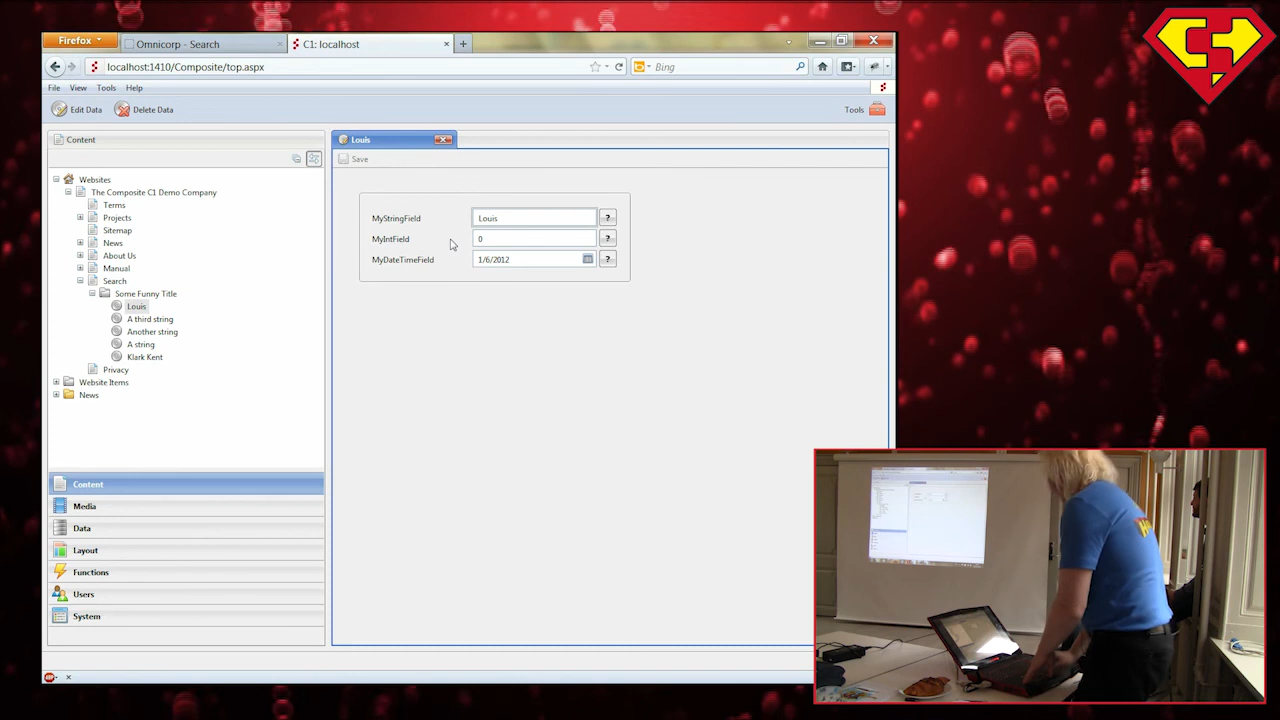 Firefox
Omnicorp - Search
C1: localhost
localhost:1410/Composite/top.aspx
Bing
File View Tools Help
Edit Data
Delete Data
Tools
Content
Louis
Save
Websites
The Composite C1 Demo Company
Terms
Projects
Sitemap
News
About Us
Manual
Search
Some Funny Title
Louis
A third string
Another string
A string
Klark Kent
Privacy
Website Items
News
MyStringField Louis ?
MyIntField 0 ?
MyDateTimeField 1/6/2012 ?
Content
Media
Data
Layout
Functions
Users
System